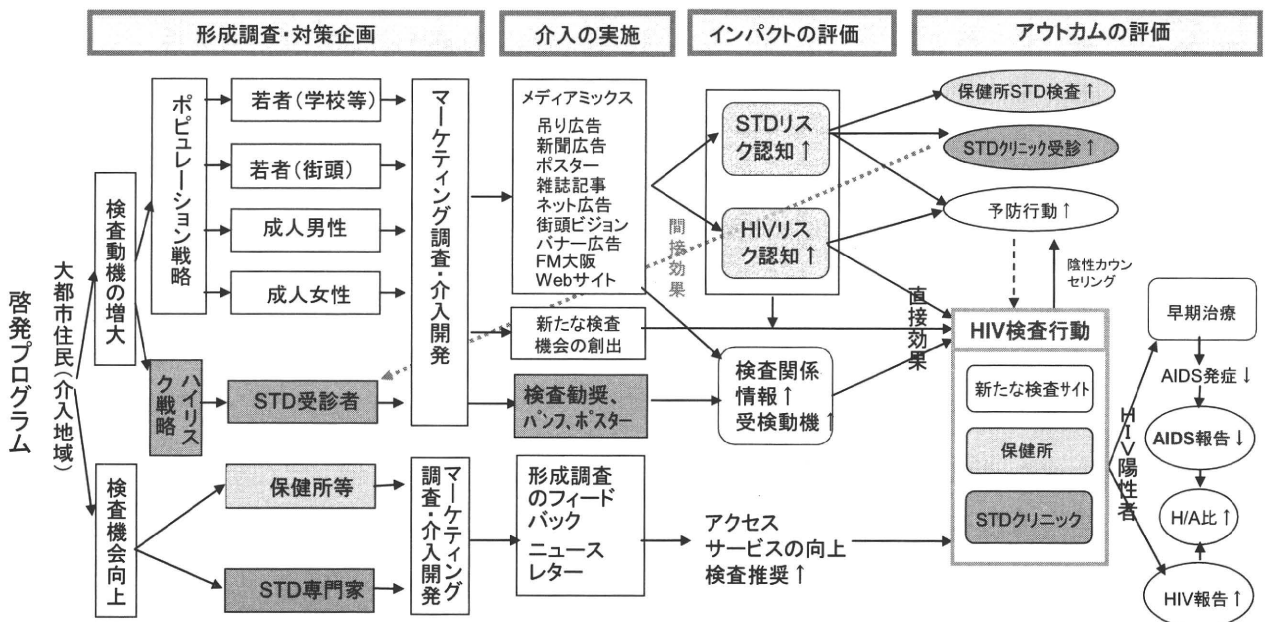 形成調査・対策企画
介入の実施
インパクトの評価
アウトカムの評価
啓発プログラム
大都市住民(介入地域)
検査動機の増大
検査機会向上
ポピュレーション戦略
ハイリス
ク戦略
若者(学校等)
若者(街頭)
成人男性
成人女性
STD受診者
保健所等
STD専門家
マーケティング調査・介入開発
マーケティング
調査・介入開発
メディアミックス
吊り広告
新聞広告
ポスター
雑誌記事
ネット広告
街頭ビジョン
バナー広告
FM大阪
Webサイト
新たな検査
機会の創出
検査勧奨、
パンフ、ポスター
形成調査
のフィード
バック
ニュース
レター
間接効果
STDリス
ク認知↑
HIVリス
ク認知↑
検査関係
情報↑
受検動機↑
アクセス
サービスの向上
検査推奨↑
直接効果
保健所STD検査↑
STDクリニック受診↑
予防行動↑
陰性カウン
セリング
HIV検査行動
新たな検査サイト
保健所
STDクリニック
HIV陽性者
早期治療
AIDS発症↓
AIDS報告↓
H/A比↑
HIV報告↑